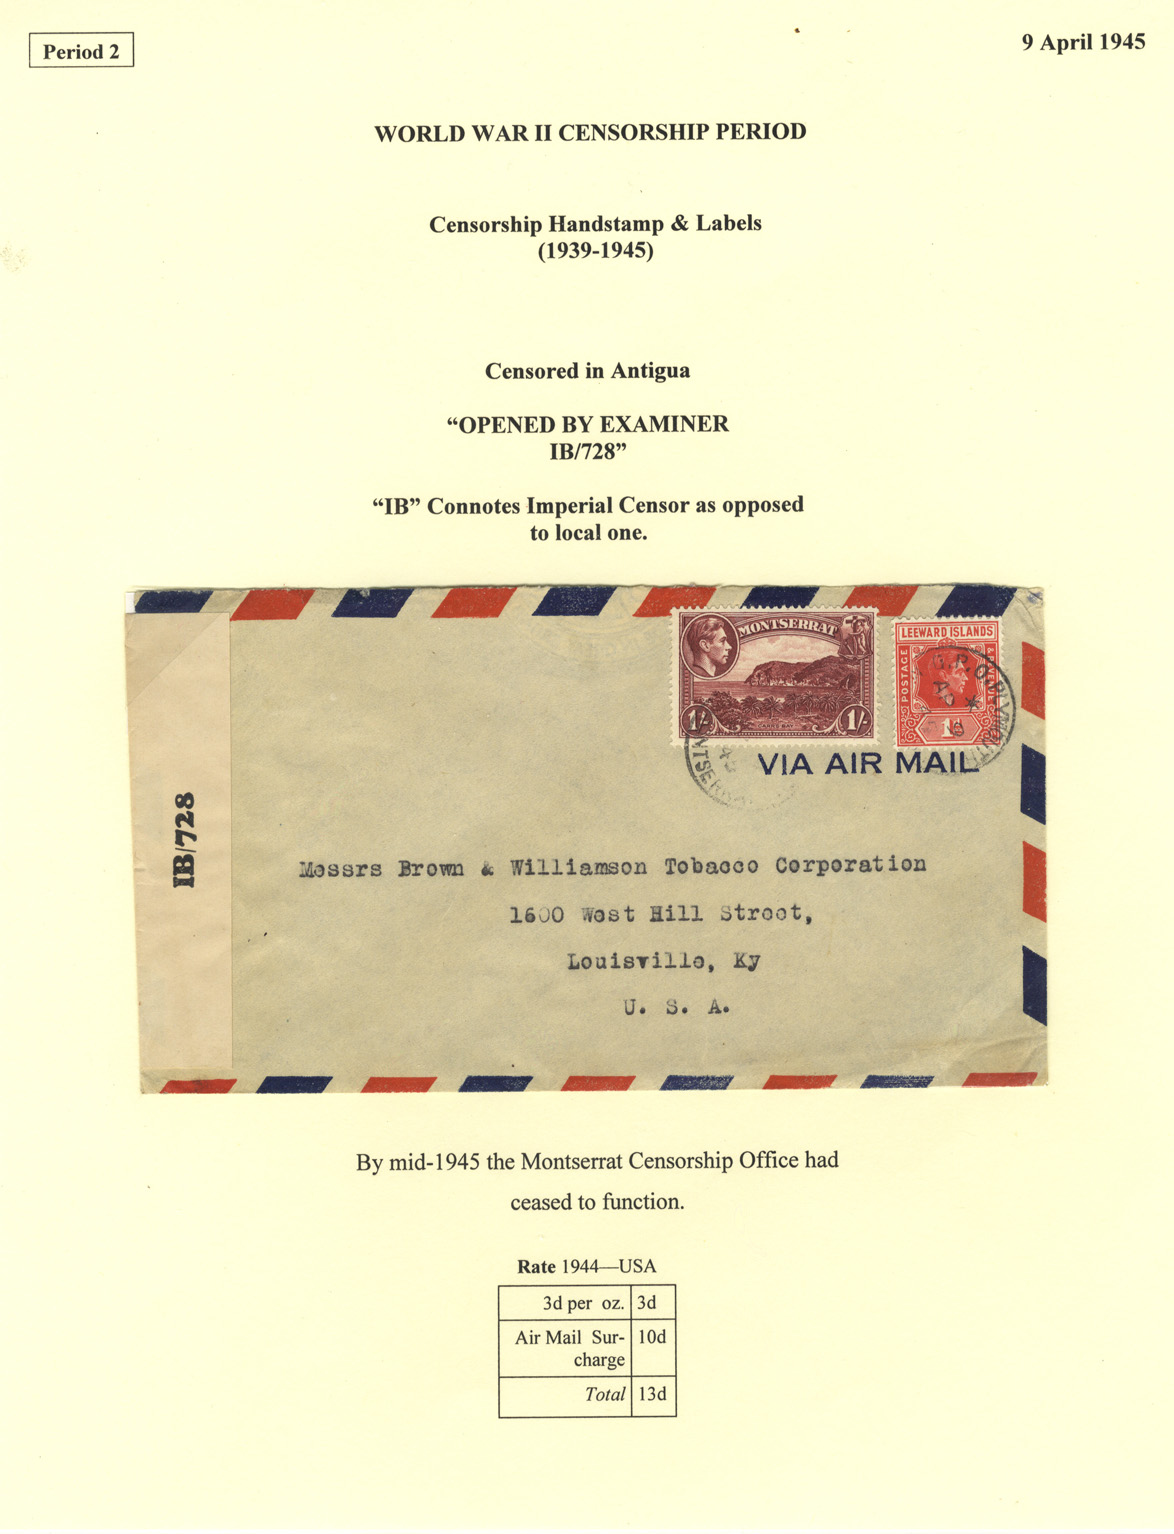 Period 2
9 April 1945
WORLD WAR II CENSORSHIP PERIOD
Censorship Handstamp & Labels
(1939-1945)
Censored in Antigua
“OPENED BY EXAMINER
IB/728”
“IB” Connotes Imperial Censor as opposed
to local one.
MONTSERRAT
1/-
1/-
LEEWARD ISLANDS
POSTAGE
1d
G.P.O. PLYMOUTH
VIA AIR MAIL
IB/728
Messrs Brown & Williamson Tobacco Corporation
1600 West Hill Street,
Louisville, Ky
U. S. A.
By mid-1945 the Montserrat Censorship Office had
ceased to function.
Rate 1944—USA
3d per oz. 3d
Air Mail Sur- 10d
charge
Total 13d